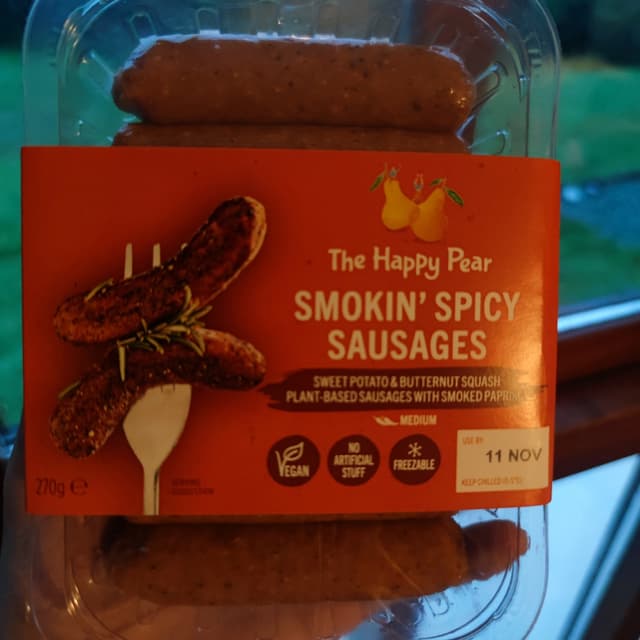 The Happy Pear
SMOKIN' SPICY
SAUSAGES
SWEET POTATO & BUTTERNUT SQUASH
PLANT-BASED SAUSAGES WITH SMOKED PAPRIKA
MEDIUM
VEGAN
NO
ARTIFICIAL
STUFF
FREEZABLE
USE BY
11 NOV
KEEP CHILLED
270g ℮
SERVING
SUGGESTION